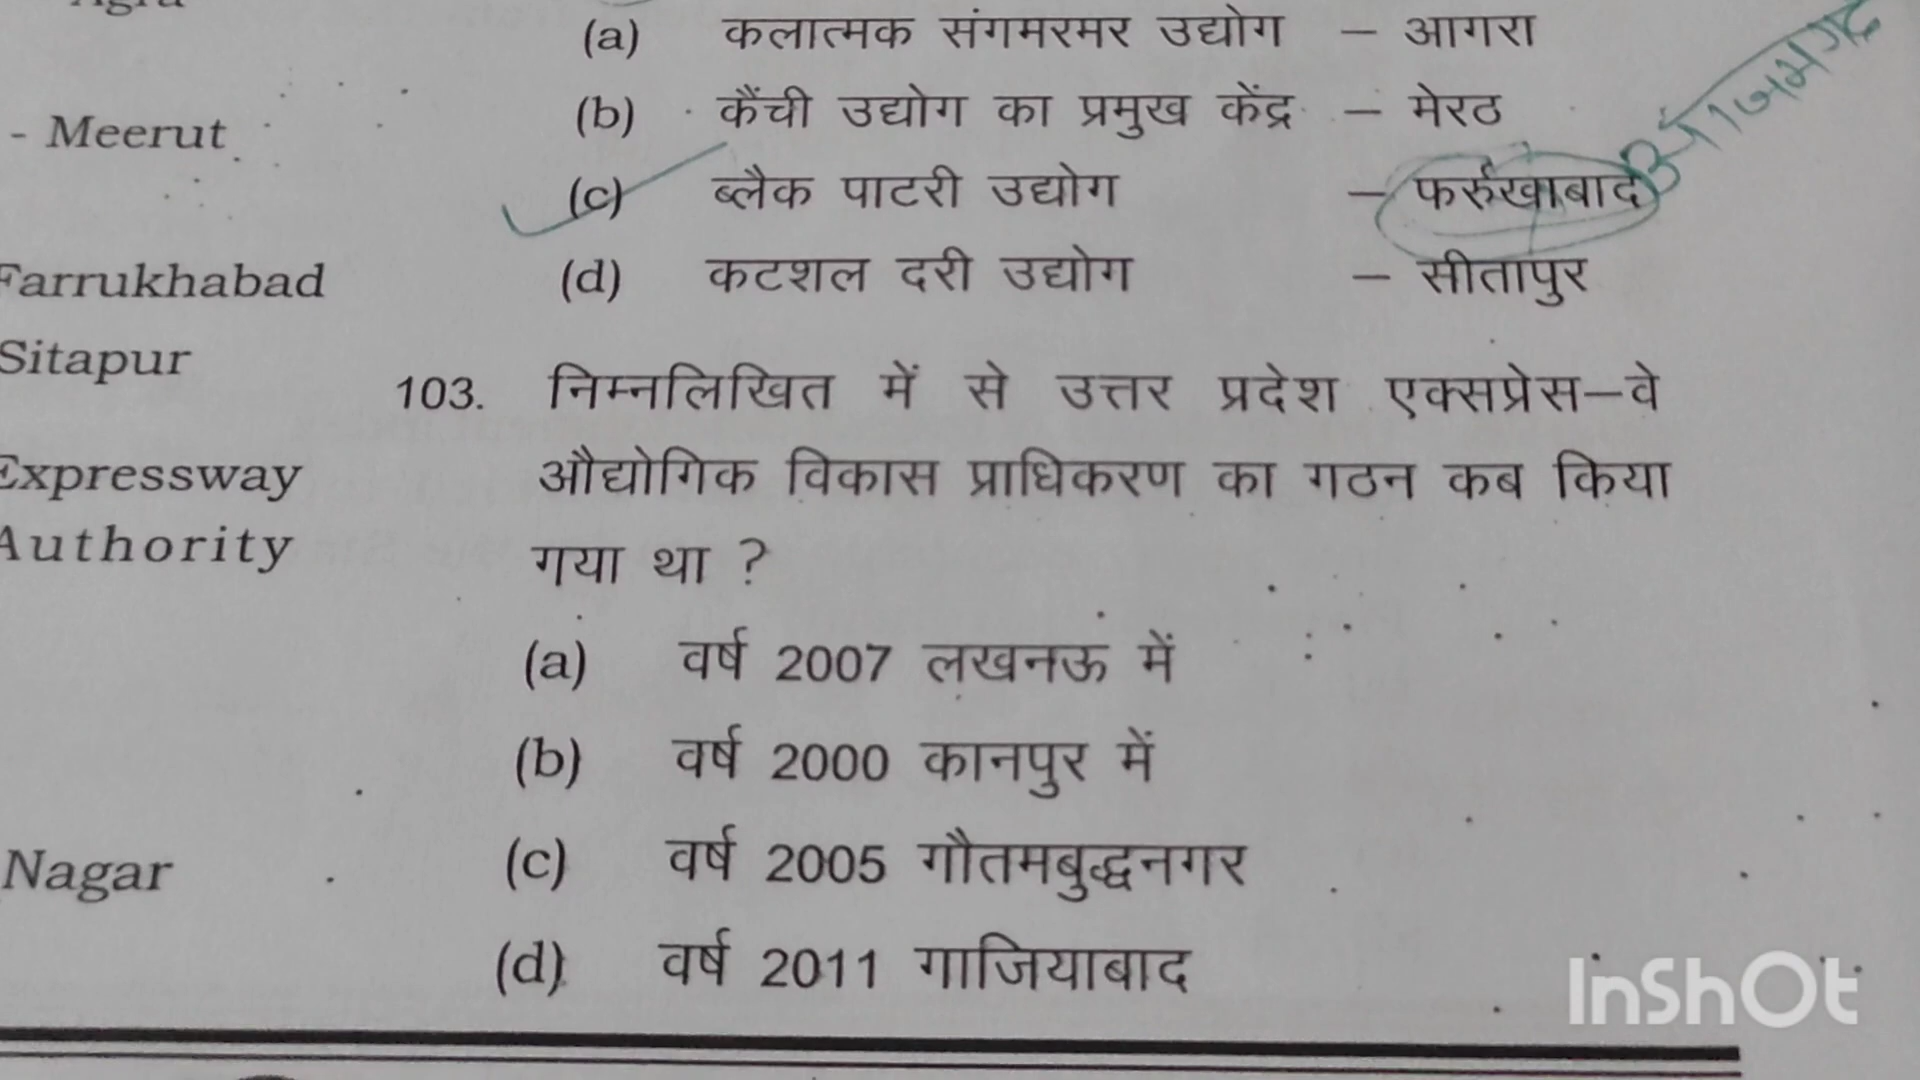 (a) कलात्मक संगमरमर उद्योग – आगरा
- Meerut
(b) कैंची उद्योग का प्रमुख केंद्र – मेरठ
(c) ब्लैक पाटरी उद्योग – फर्रुखाबाद आजमगढ़
Farrukhabad
(d) कटशल दरी उद्योग – सीतापुर
Sitapur
103. निम्नलिखित में से उत्तर प्रदेश एक्सप्रेस–वे
Expressway
औद्योगिक विकास प्राधिकरण का गठन कब किया
Authority
गया था ?
(a) वर्ष 2007 लखनऊ में
(b) वर्ष 2000 कानपुर में
Nagar
(c) वर्ष 2005 गौतमबुद्धनगर
(d) वर्ष 2011 गाजियाबाद
InShOt